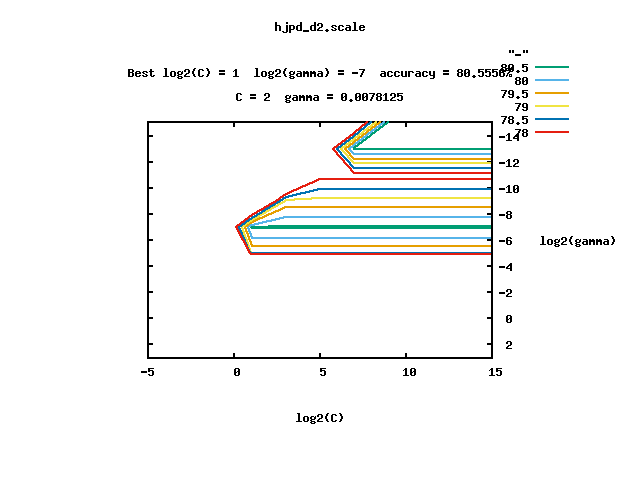 hjpd_d2.scale
"-"
Best log2(C) = 1 log2(gamma) = -7 accuracy = 80.5556%
80.5
80
C = 2 gamma = 0.0078125
79.5
79
78.5
78
-14
-12
-10
-8
-6
log2(gamma)
-4
-2
0
2
-5 0 5 10 15
log2(C)